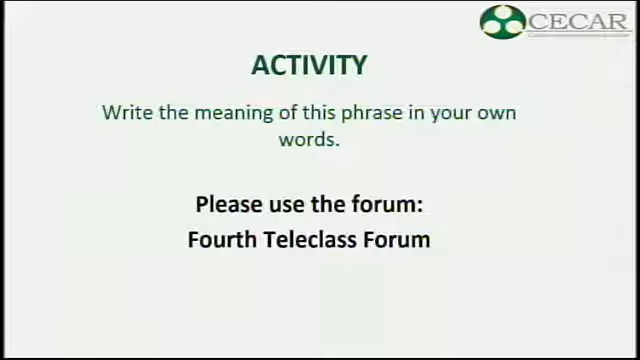 CECAR
ACTIVITY
Write the meaning of this phrase in your own
words.
Please use the forum:
Fourth Teleclass Forum